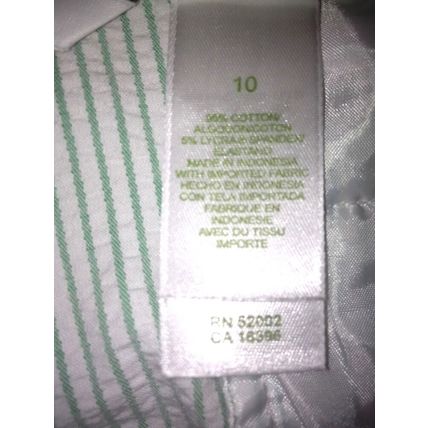 10
95% COTTON/
ALGODON/COTON
5% LYCRA® SPANDEX/
ELASTANO
MADE IN INDONESIA
WITH IMPORTED FABRIC
HECHO EN INDONESIA
CON TELA IMPORTADA
FABRIQUE EN
INDONESIE
AVEC DU TISSU
IMPORTE
RN 52002
CA 16396